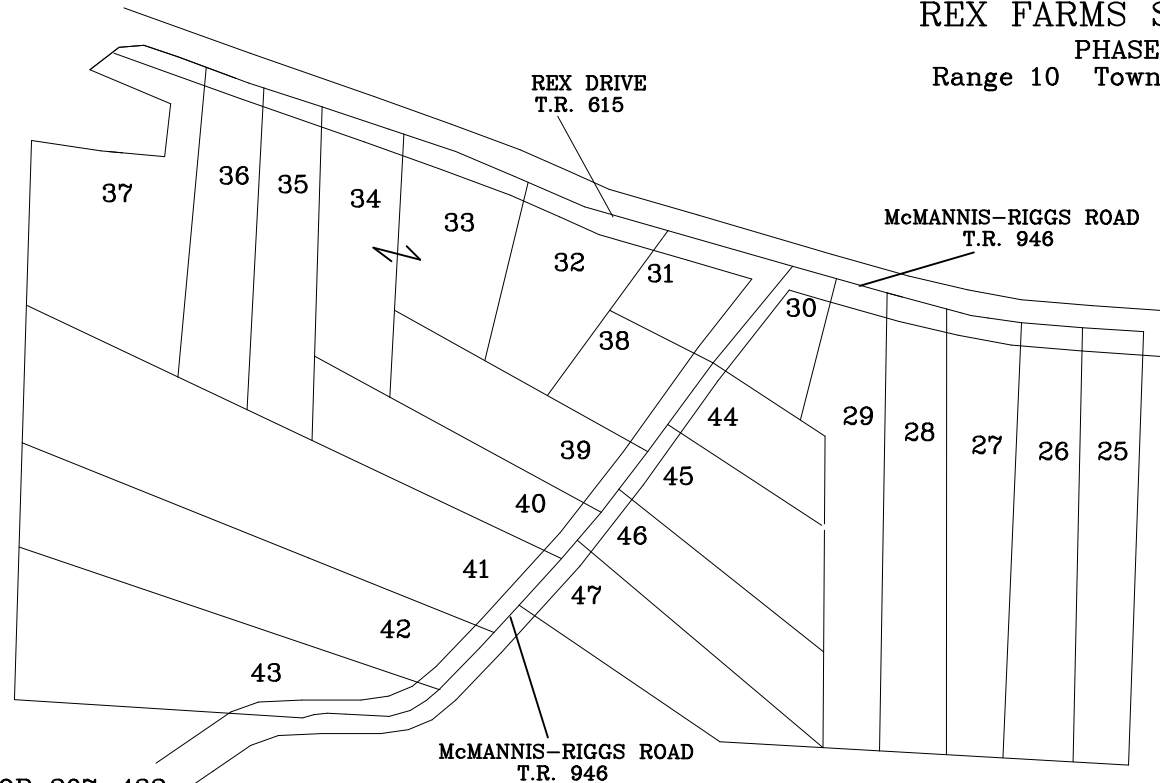 REX FARMS S
PHASE
Range 10 Town
REX DRIVE
T.R. 615
McMANNIS-RIGGS ROAD
T.R. 946
37
36
35
34
33
32
31
30
38
29
28
27
26
25
44
39
45
40
46
41
47
42
43
McMANNIS-RIGGS ROAD
T.R. 946